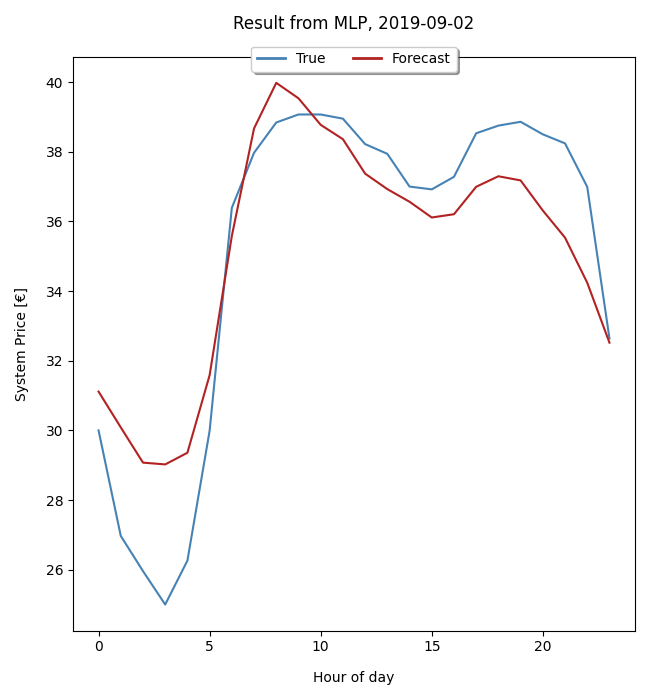 Result from MLP, 2019-09-02
True Forecast
System Price [€]
40
38
36
34
32
30
28
26
0 5 10 15 20
Hour of day